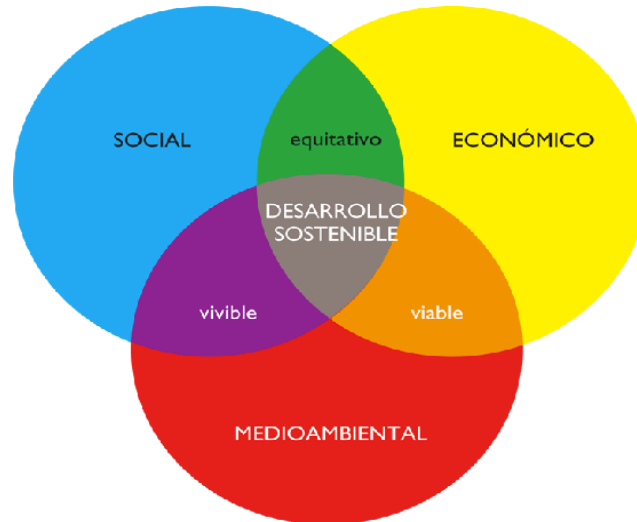 SOCIAL
equitativo
ECONÓMICO
DESARROLLO
SOSTENIBLE
vivible
viable
MEDIOAMBIENTAL